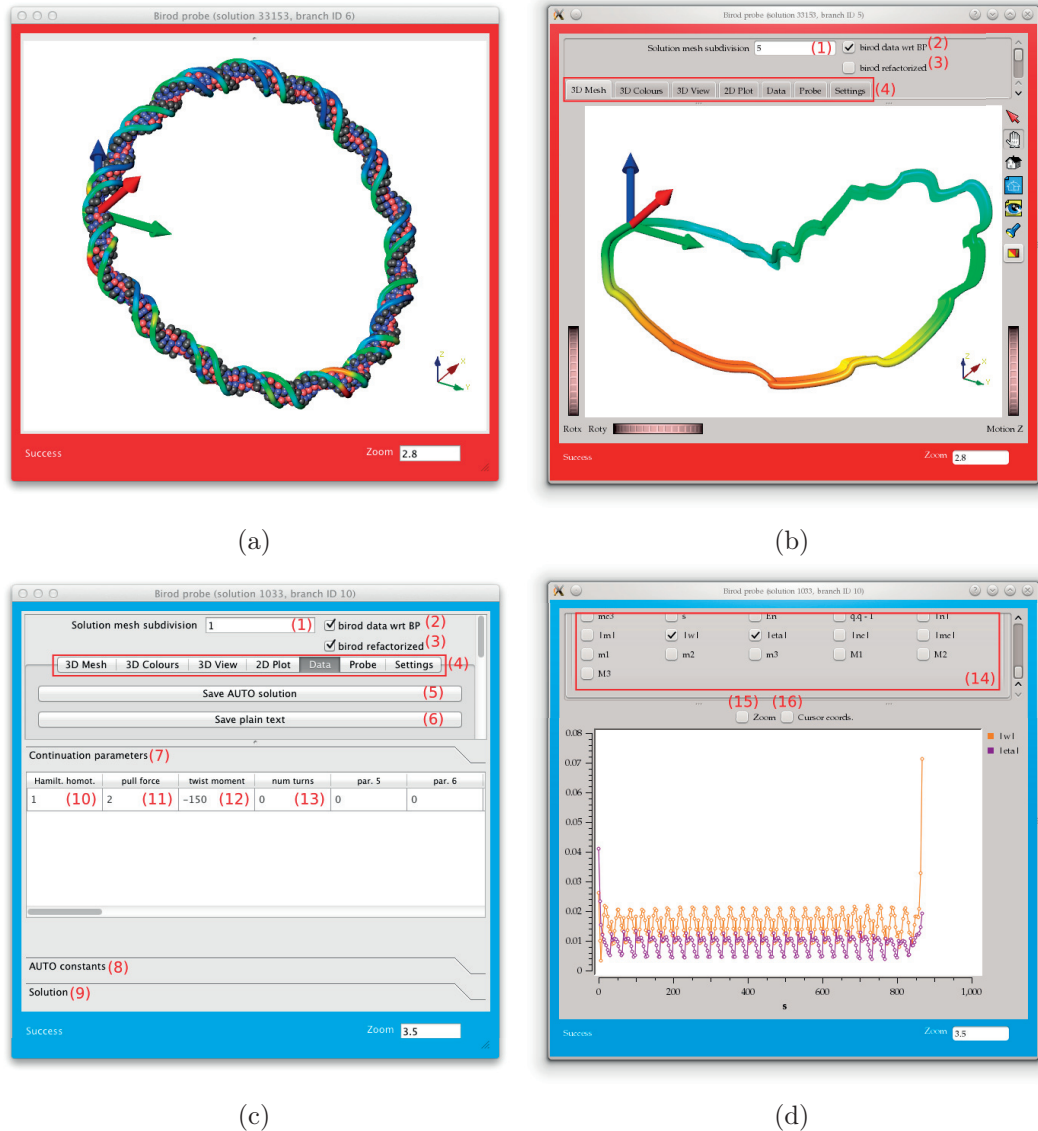 Birod probe (solution 33153, branch ID 6)
Z
X
Y
Success
Zoom 2.8
(a)
Birod probe (solution 33153, branch ID 5)
Solution mesh subdivision 5 (1) birod data wrt BP (2)
birod refactorized (3)
3D Mesh 3D Colours 3D View 2D Plot Data Probe Settings (4)
Z
X
Y
Rotx Roty Motion Z
Success
Zoom 2.8
(b)
Birod probe (solution 1033, branch ID 10)
Solution mesh subdivision 1 (1) birod data wrt BP (2)
birod refactorized (3)
3D Mesh 3D Colours 3D View 2D Plot Data Probe Settings (4)
Save AUTO solution (5)
Save plain text (6)
Continuation parameters (7)
Hamilt. homot. pull force twist moment num turns par. 5 par. 6
1 (10) 2 (11) -150 (12) 0 (13) 0 0
AUTO constants (8)
Solution (9)
Success
Zoom 3.5
(c)
Birod probe (solution 1033, branch ID 10)
mc3 s En q.q - 1 |n|
|m| |w| |eta| |nc| |mc|
m1 m2 m3 M1 M2
M3
(14)
(15) (16)
Zoom Cursor coords.
0.08
0.07
0.06
0.05
0.04
0.03
0.02
0.01
0
|w|
|eta|
0 200 400 600 800 1,000
s
Success
Zoom 3.5
(d)